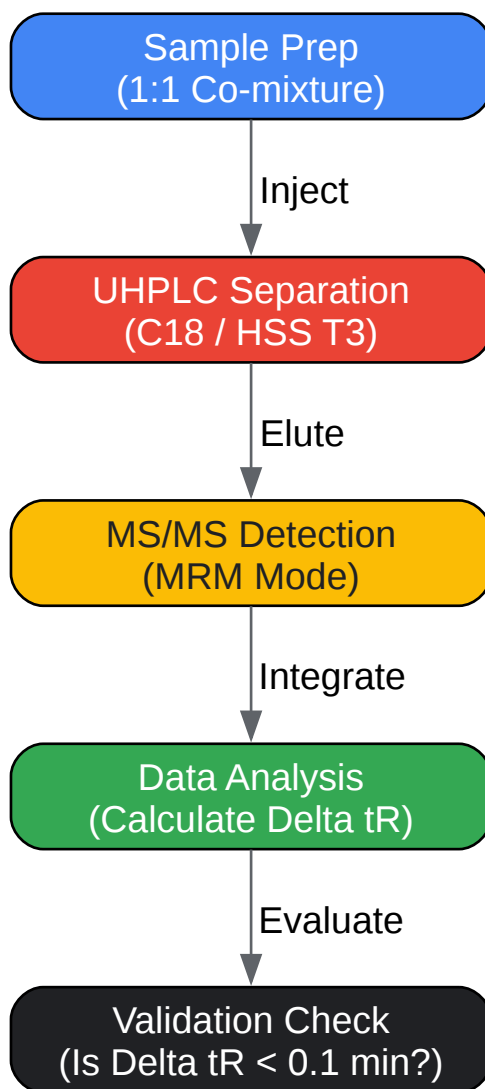 Sample Prep
(1:1 Co-mixture)
Inject
UHPLC Separation
(C18 / HSS T3)
Elute
MS/MS Detection
(MRM Mode)
Integrate
Data Analysis
(Calculate Delta tR)
Evaluate
Validation Check
(Is Delta tR < 0.1 min?)